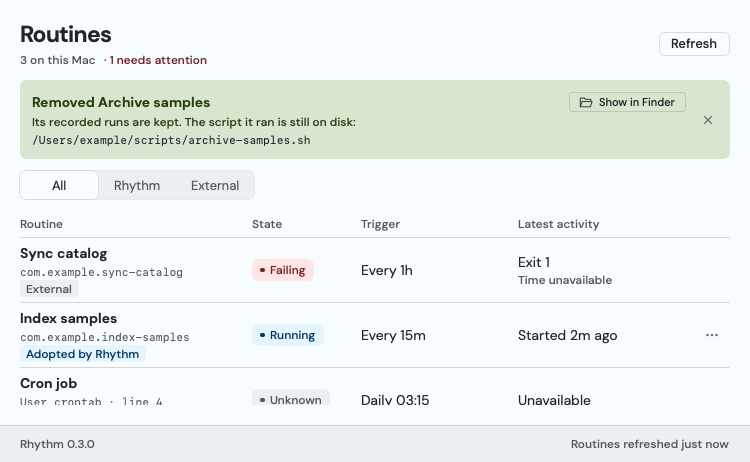 Routines
3 on this Mac · 1 needs attention
Refresh
Removed Archive samples
Show in Finder
Its recorded runs are kept. The script it ran is still on disk:
/Users/example/scripts/archive-samples.sh
All Rhythm External
Routine State Trigger Latest activity
Sync catalog
com.example.sync-catalog
External
Failing
Every 1h
Exit 1
Time unavailable
Index samples
com.example.index-samples
Adopted by Rhythm
Running
Every 15m
Started 2m ago
Cron job
User crontab · line 4
Unknown
Daily 03:15
Unavailable
Rhythm 0.3.0
Routines refreshed just now